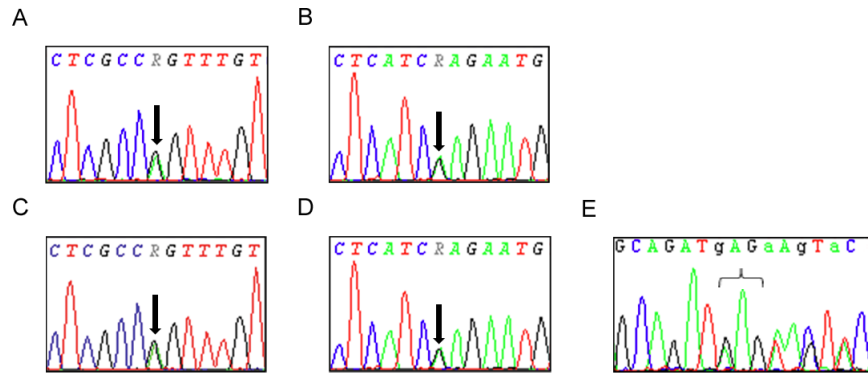 A
CTCGCCRGTTTGT
B
CTCATCRAGAATG
C
CTCGCCRGTTTGT
D
CTCATCRAGAATG
E
GCAGATgAGaAgTaC